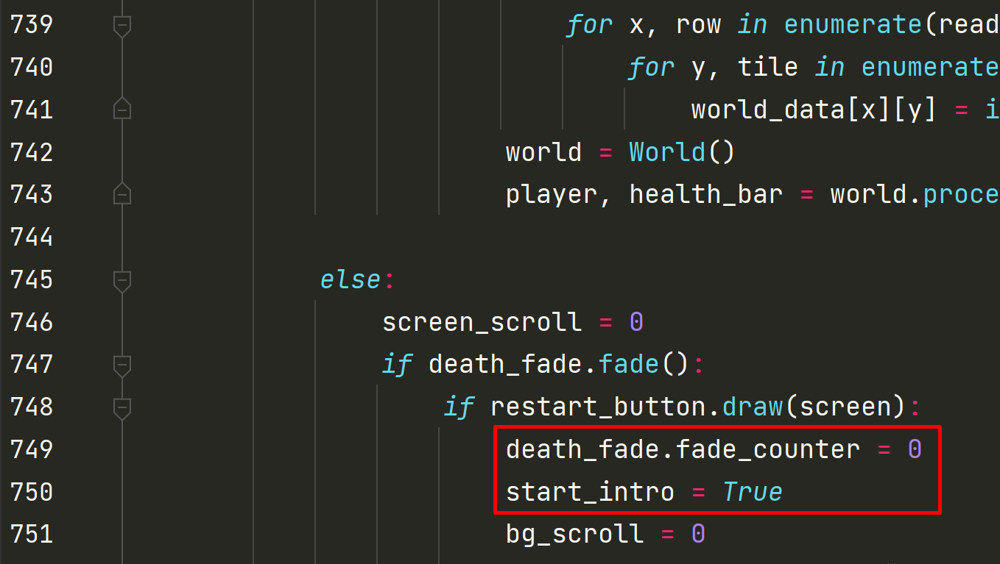 739 for x, row in enumerate(read
740 for y, tile in enumerate
741 world_data[x][y] = i
742 world = World()
743 player, health_bar = world.proce
744
745 else:
746 screen_scroll = 0
747 if death_fade.fade():
748 if restart_button.draw(screen):
749 death_fade.fade_counter = 0
750 start_intro = True
751 bg_scroll = 0